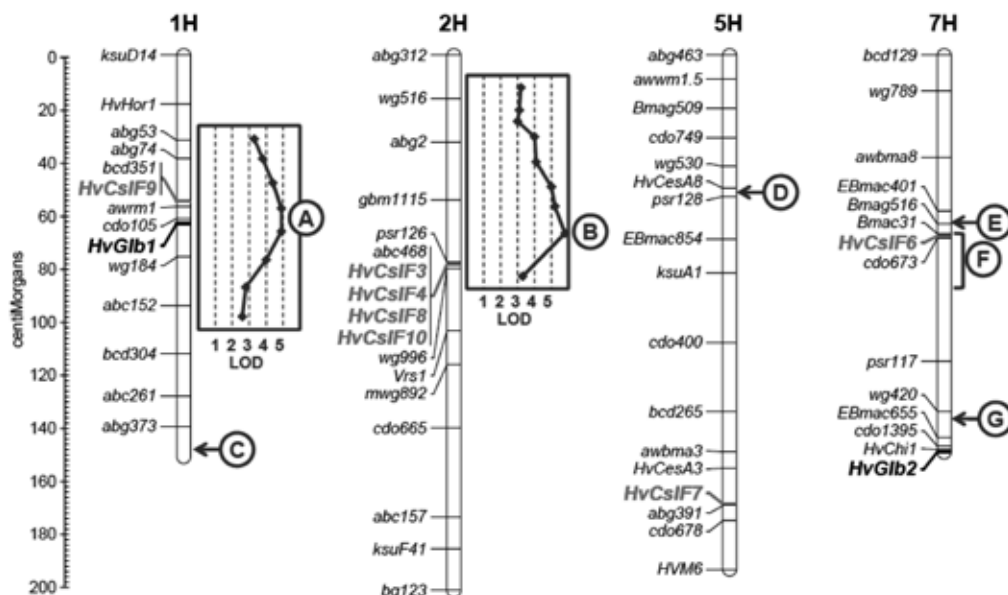 1H
2H
5H
7H
centiMorgans
0
20
40
60
80
100
120
140
160
180
200
ksuD14
HvHor1
abg53
abg74
bcd351
HvCslF9
awrm1
cdo105
HvGlb1
wg184
abc152
bcd304
abc261
abg373
A
1 2 3 4 5
LOD
C
abg312
wg516
abg2
gbm1115
psr126
abc468
HvCslF3
HvCslF4
HvCslF8
HvCslF10
wg996
Vrs1
mwg892
cdo665
abc157
ksuF41
bg123
B
1 2 3 4 5
LOD
abg463
awwm1.5
Bmag509
cdo749
wg530
HvCesA8
psr128
EBmac854
ksuA1
cdo400
bcd265
awbma3
HvCesA3
HvCslF7
abg391
cdo678
HVM6
D
bcd129
wg789
awbma8
EBmac401
Bmag516
Bmac31
HvCslF6
cdo673
psr117
wg420
EBmac655
cdo1395
HvChi1
HvGlb2
E
F
G